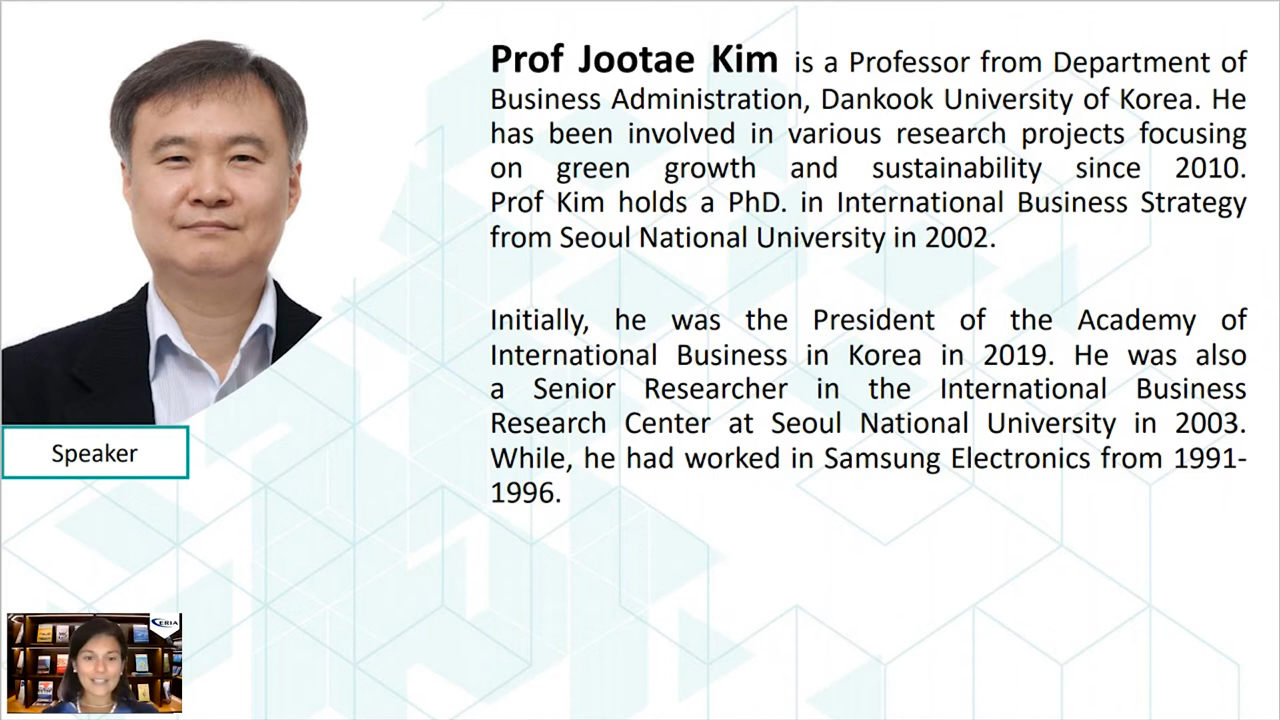 Prof Jootae Kim is a Professor from Department of
Business Administration, Dankook University of Korea. He
has been involved in various research projects focusing
on green growth and sustainability since 2010.
Prof Kim holds a PhD. in International Business Strategy
from Seoul National University in 2002.
Initially, he was the President of the Academy of
International Business in Korea in 2019. He was also
a Senior Researcher in the International Business
Research Center at Seoul National University in 2003.
While, he had worked in Samsung Electronics from 1991-
1996.
Speaker
ERIA